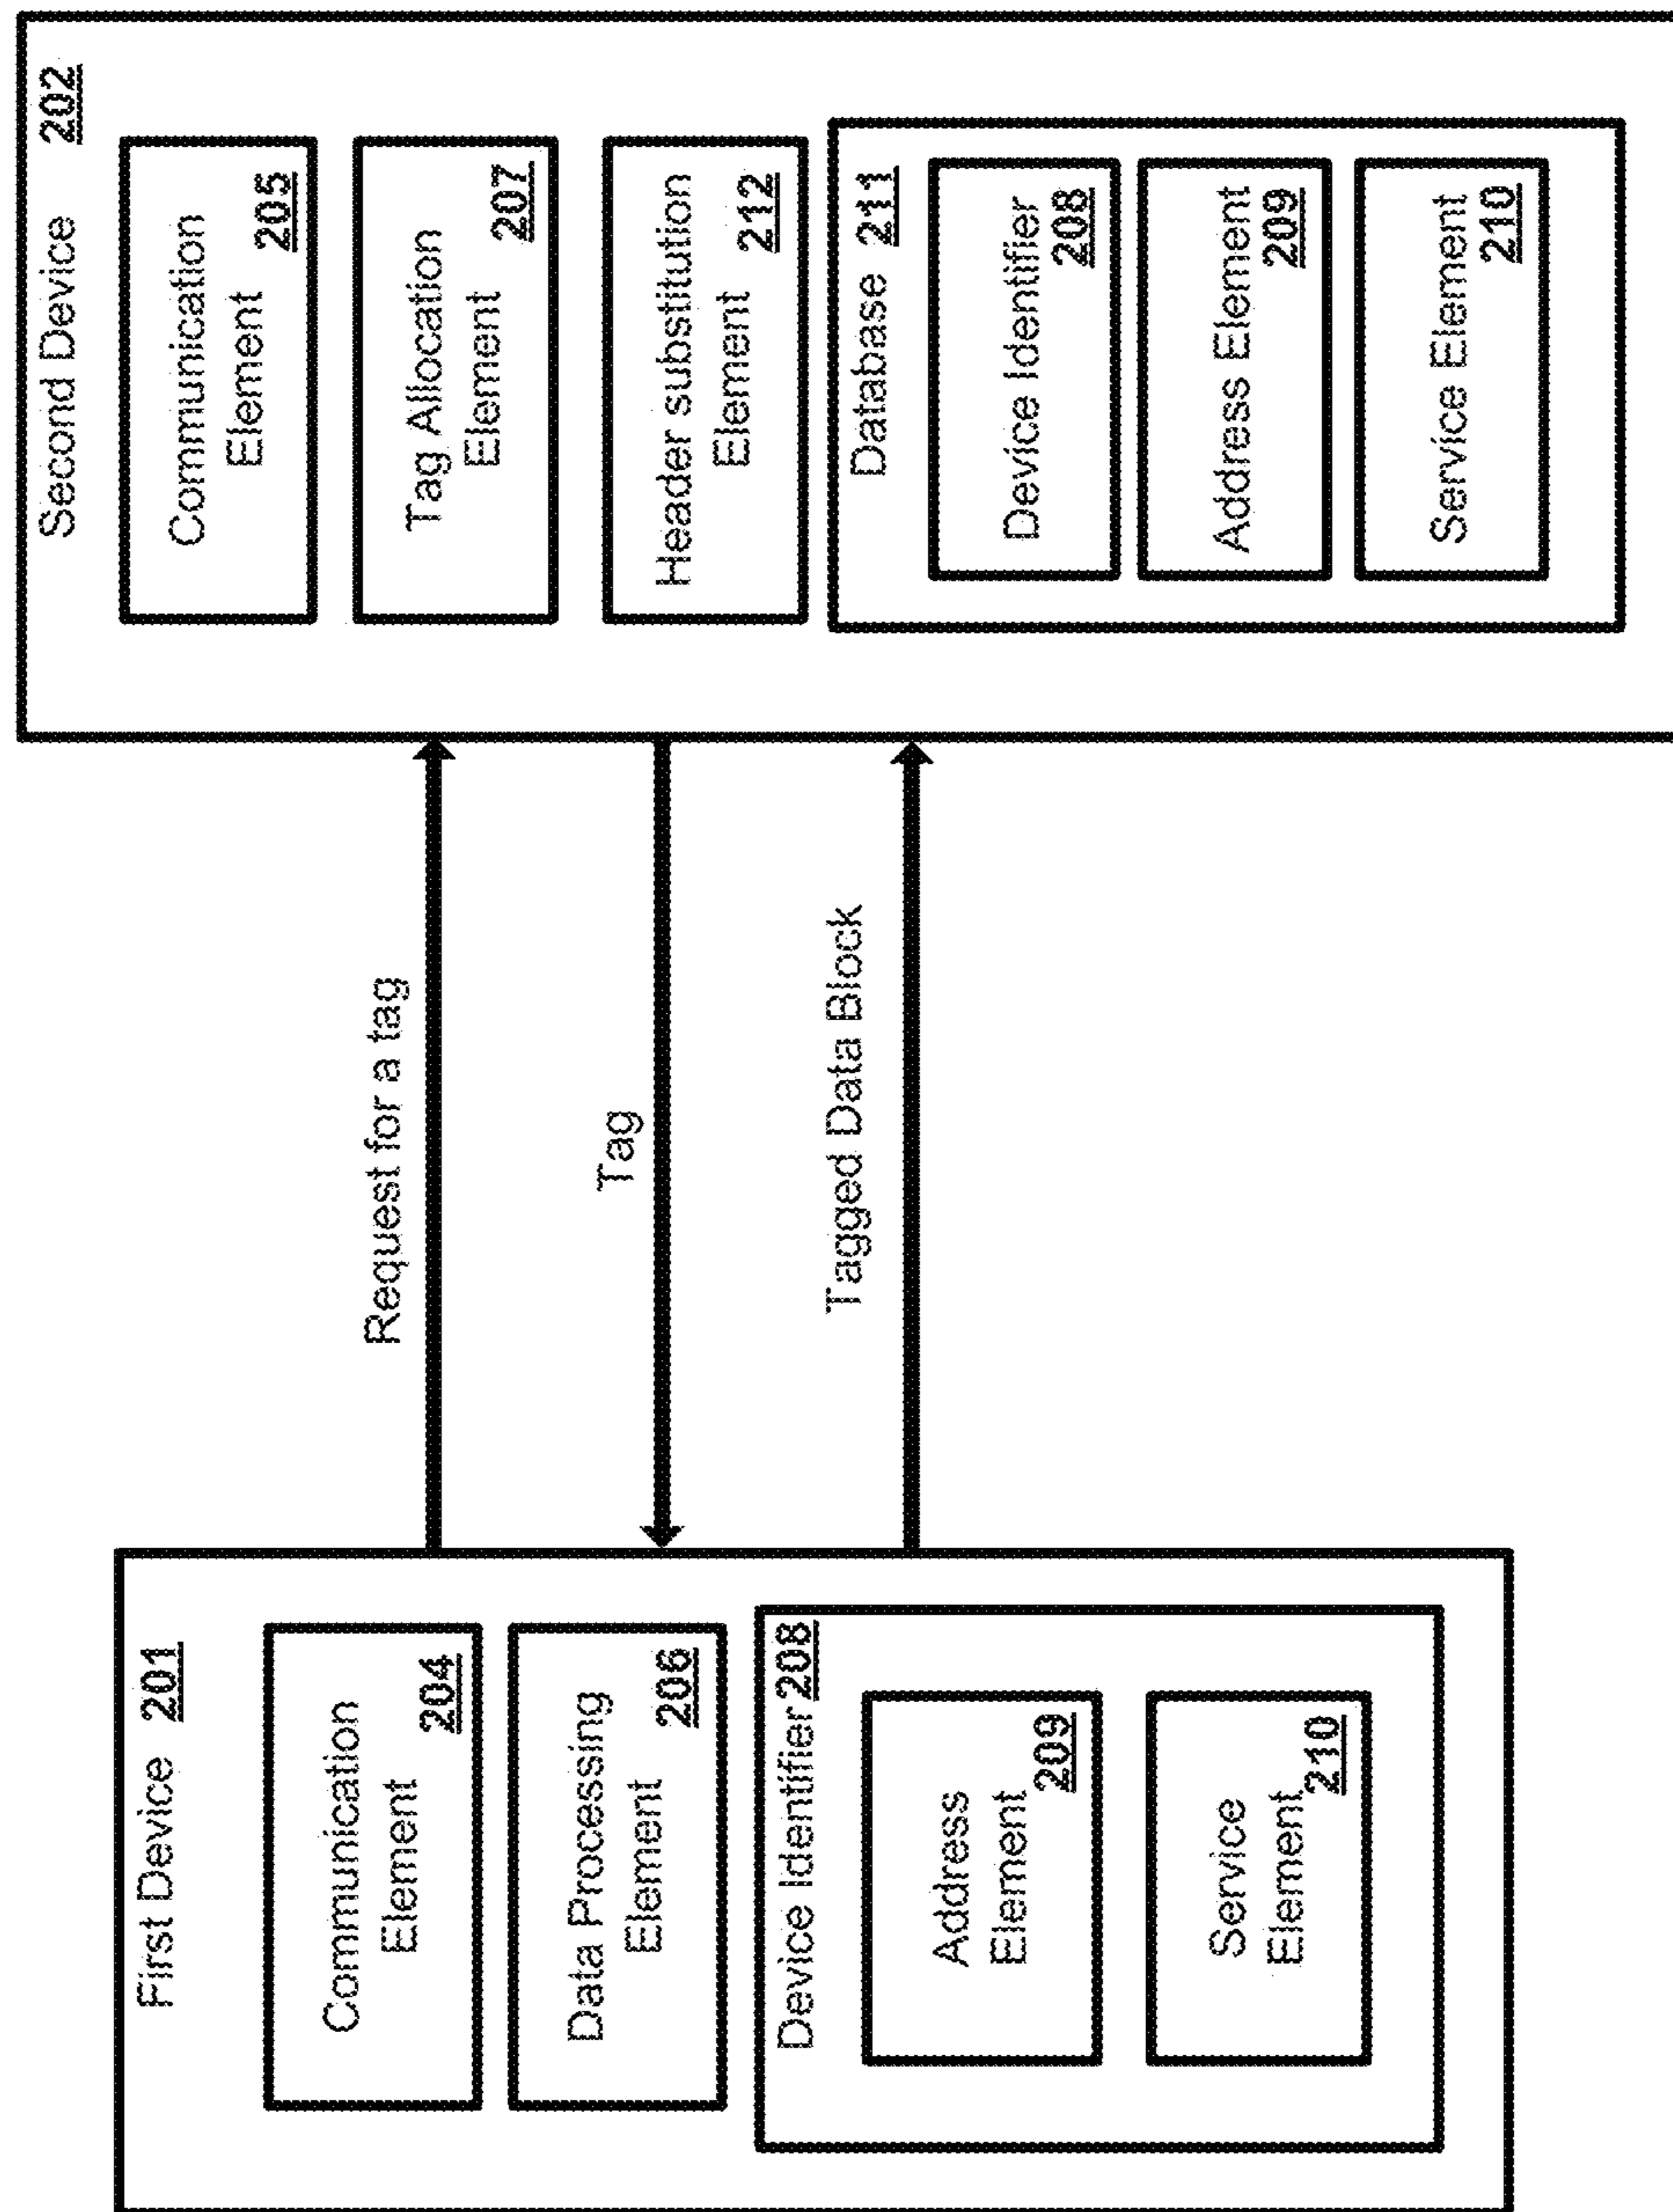 First Device 201
Communication
Element
204
Data Processing
Element
206
Device Identifier 208
Address
Element
209
Service
Element
210
Request for a tag
Tag
Tagged Data Block
Second Device 202
Communication
Element
205
Tag Allocation
Element
207
Header substitution
Element
212
Database 211
Device Identifier
208
Address Element
209
Service Element
210